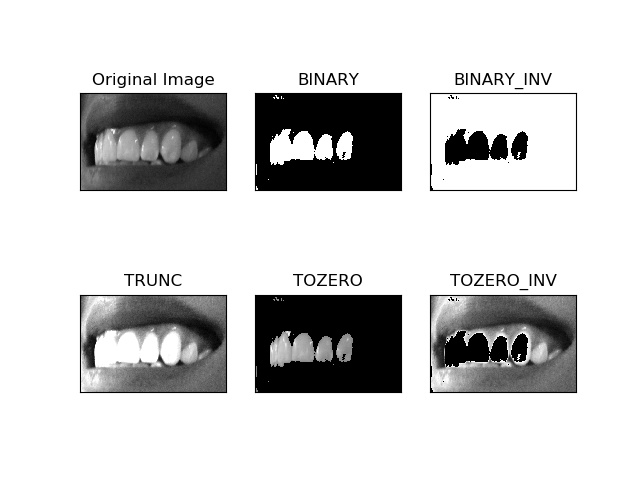 Original Image
BINARY
BINARY_INV
TRUNC
TOZERO
TOZERO_INV